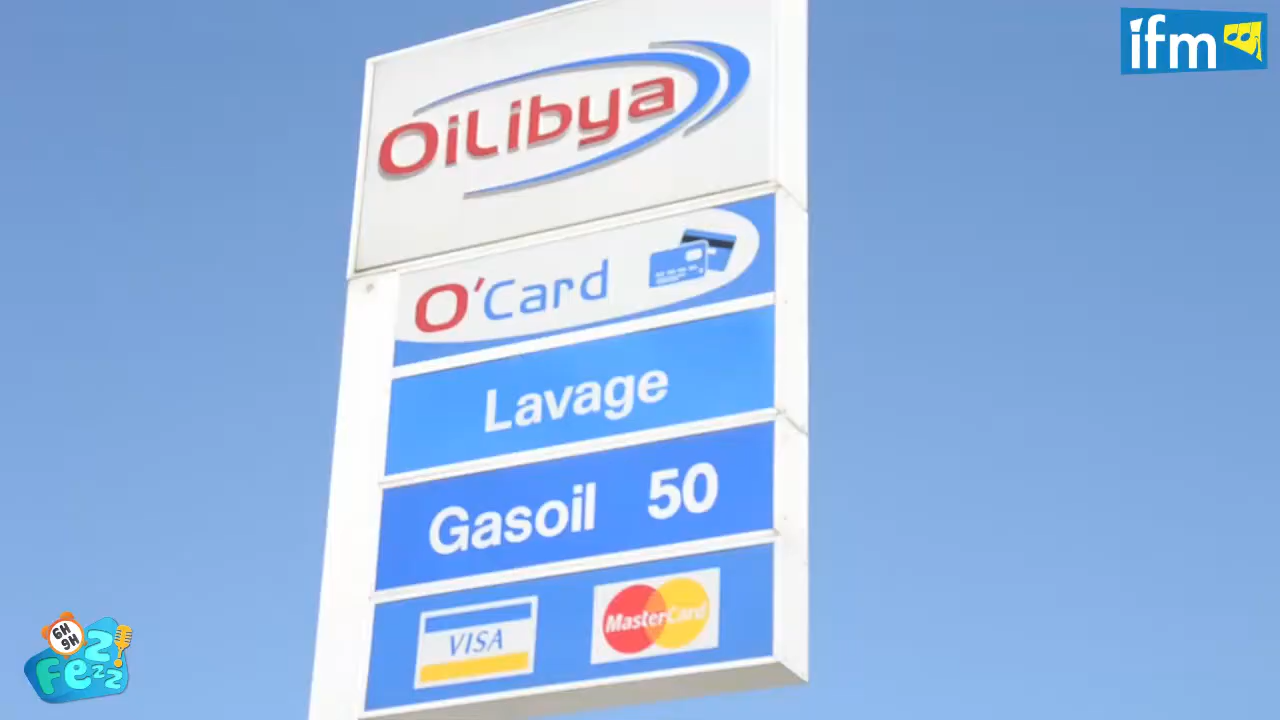 ifm
OiLibya
O'Card
Lavage
Gasoil 50
VISA
MasterCard
6H
9H
Fezzz!